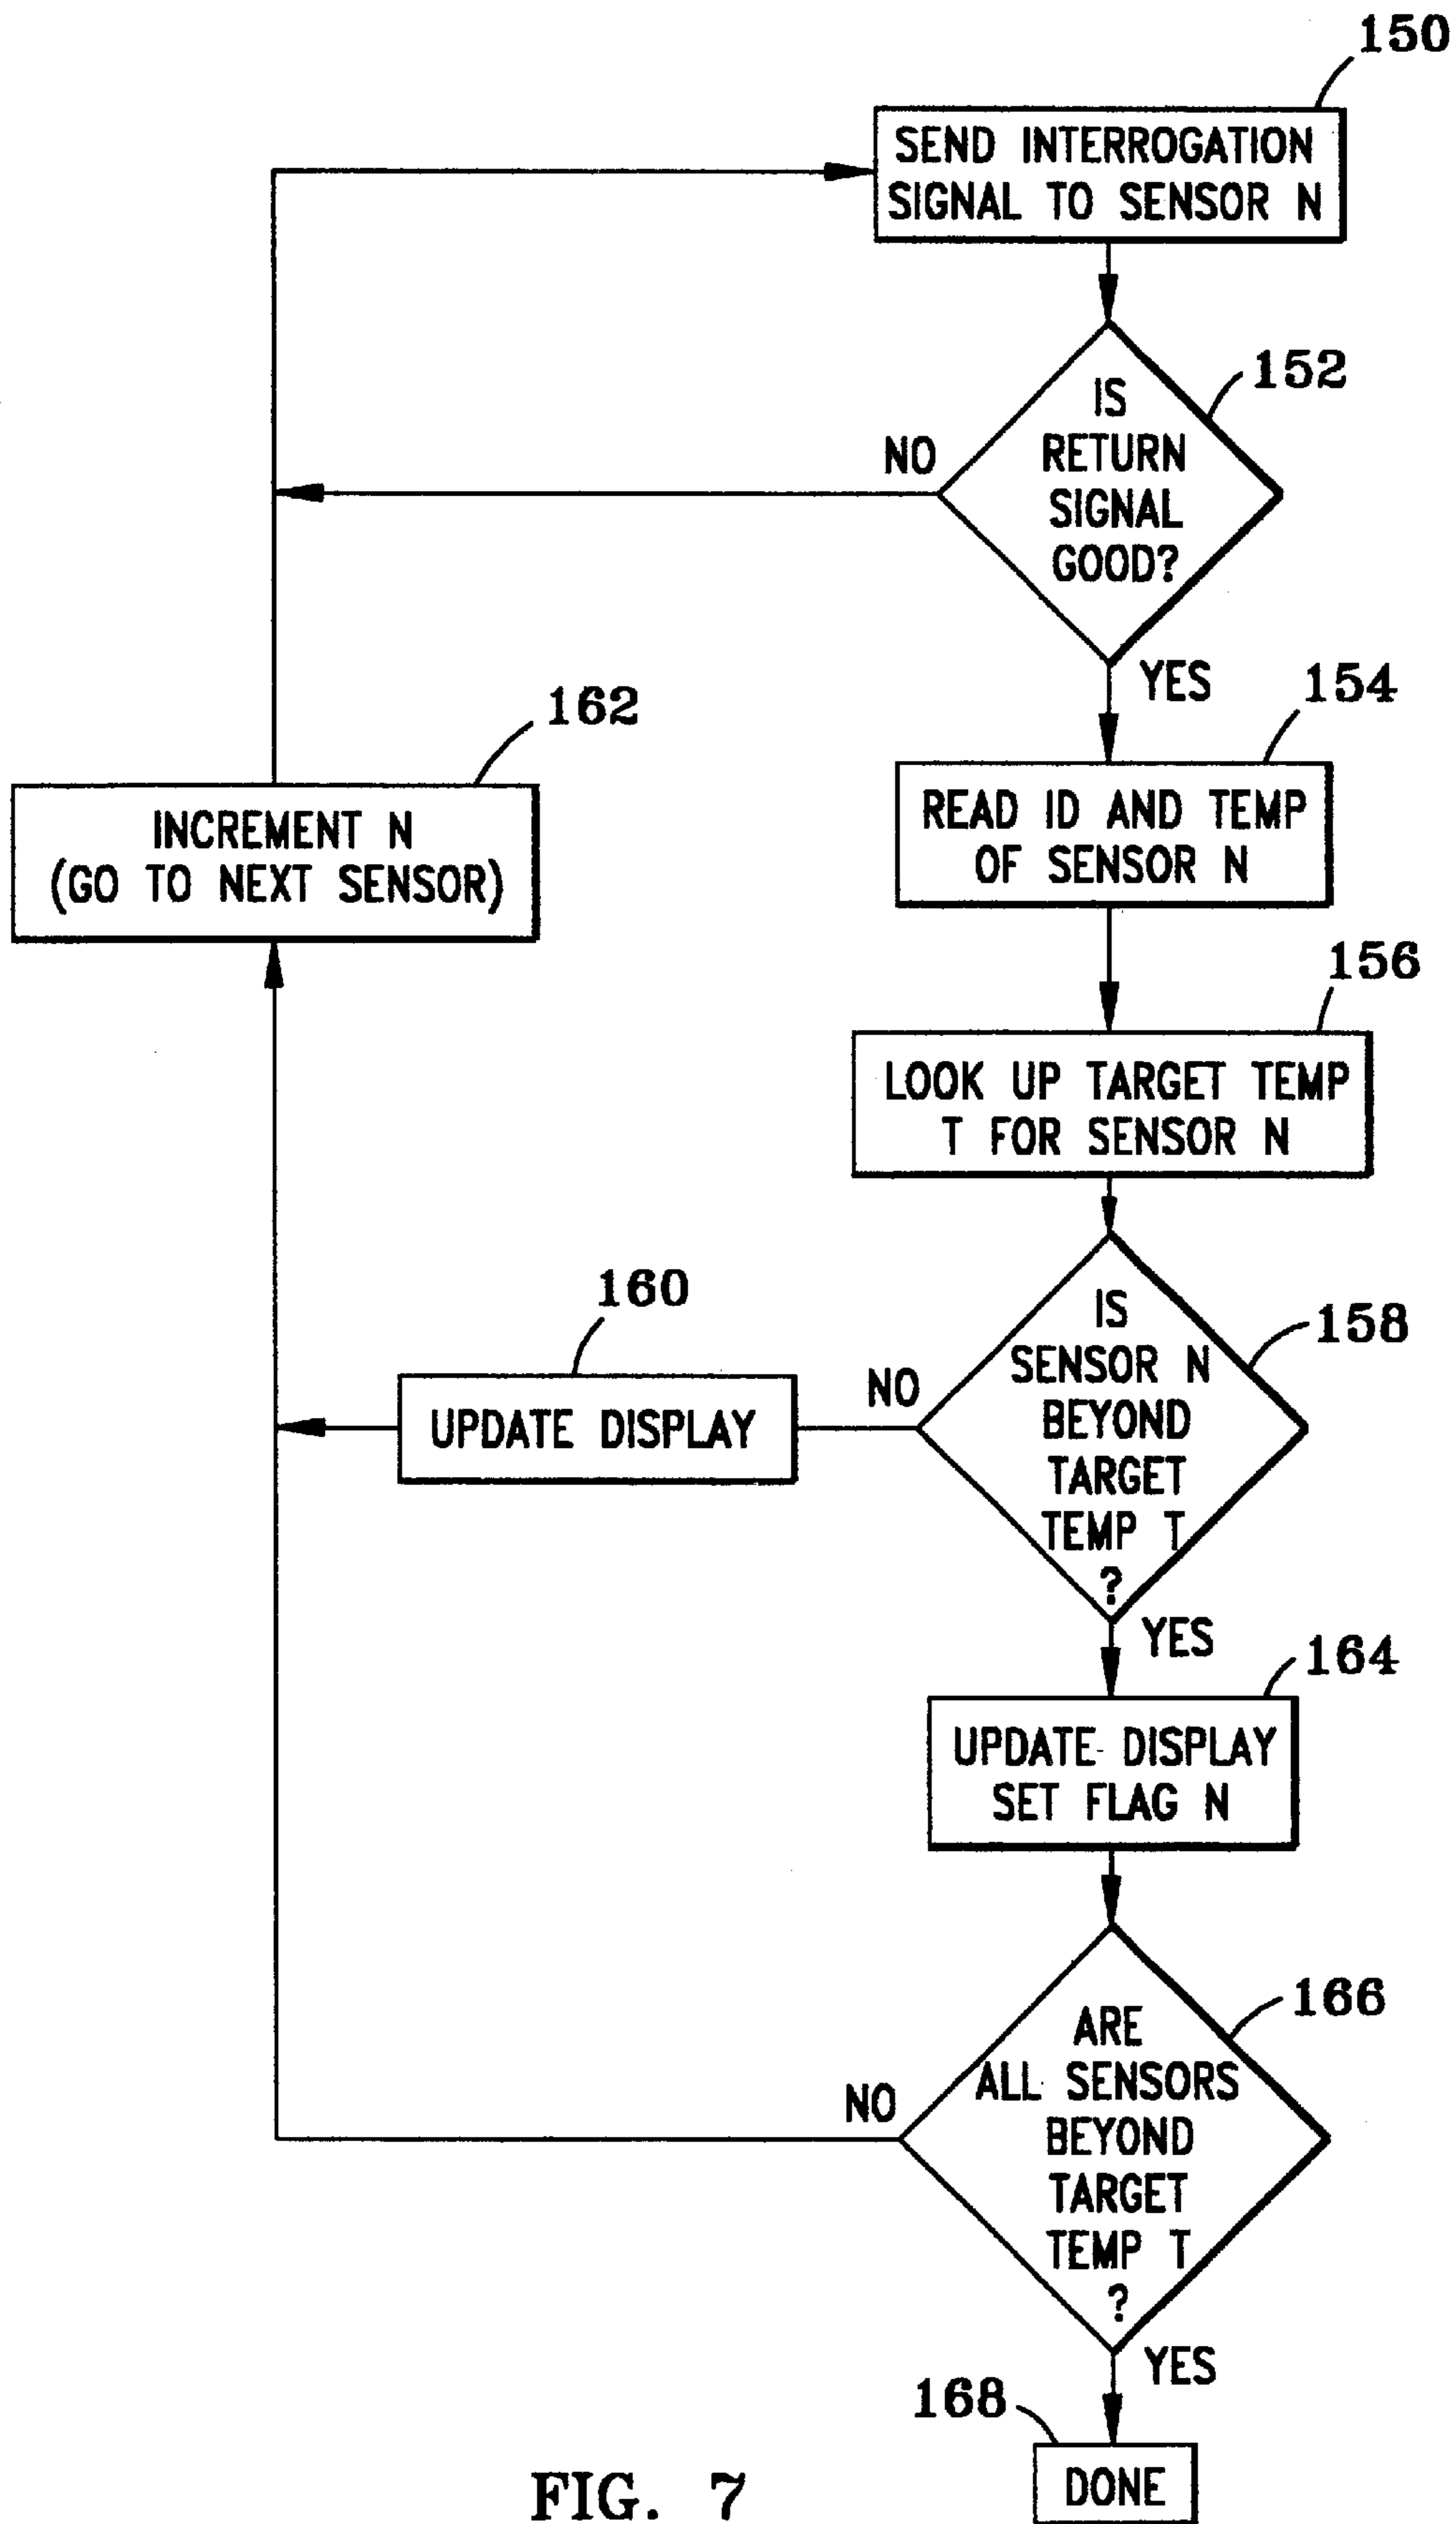 150
SEND INTERROGATION
SIGNAL TO SENSOR N
152
IS
RETURN
SIGNAL
GOOD?
NO
YES
154
READ ID AND TEMP
OF SENSOR N
162
INCREMENT N
(GO TO NEXT SENSOR)
156
LOOK UP TARGET TEMP
T FOR SENSOR N
158
IS
SENSOR N
BEYOND
TARGET
TEMP T
?
NO
160
UPDATE DISPLAY
YES
164
UPDATE DISPLAY
SET FLAG N
166
ARE
ALL SENSORS
BEYOND
TARGET
TEMP T
?
NO
YES
168
DONE
FIG. 7